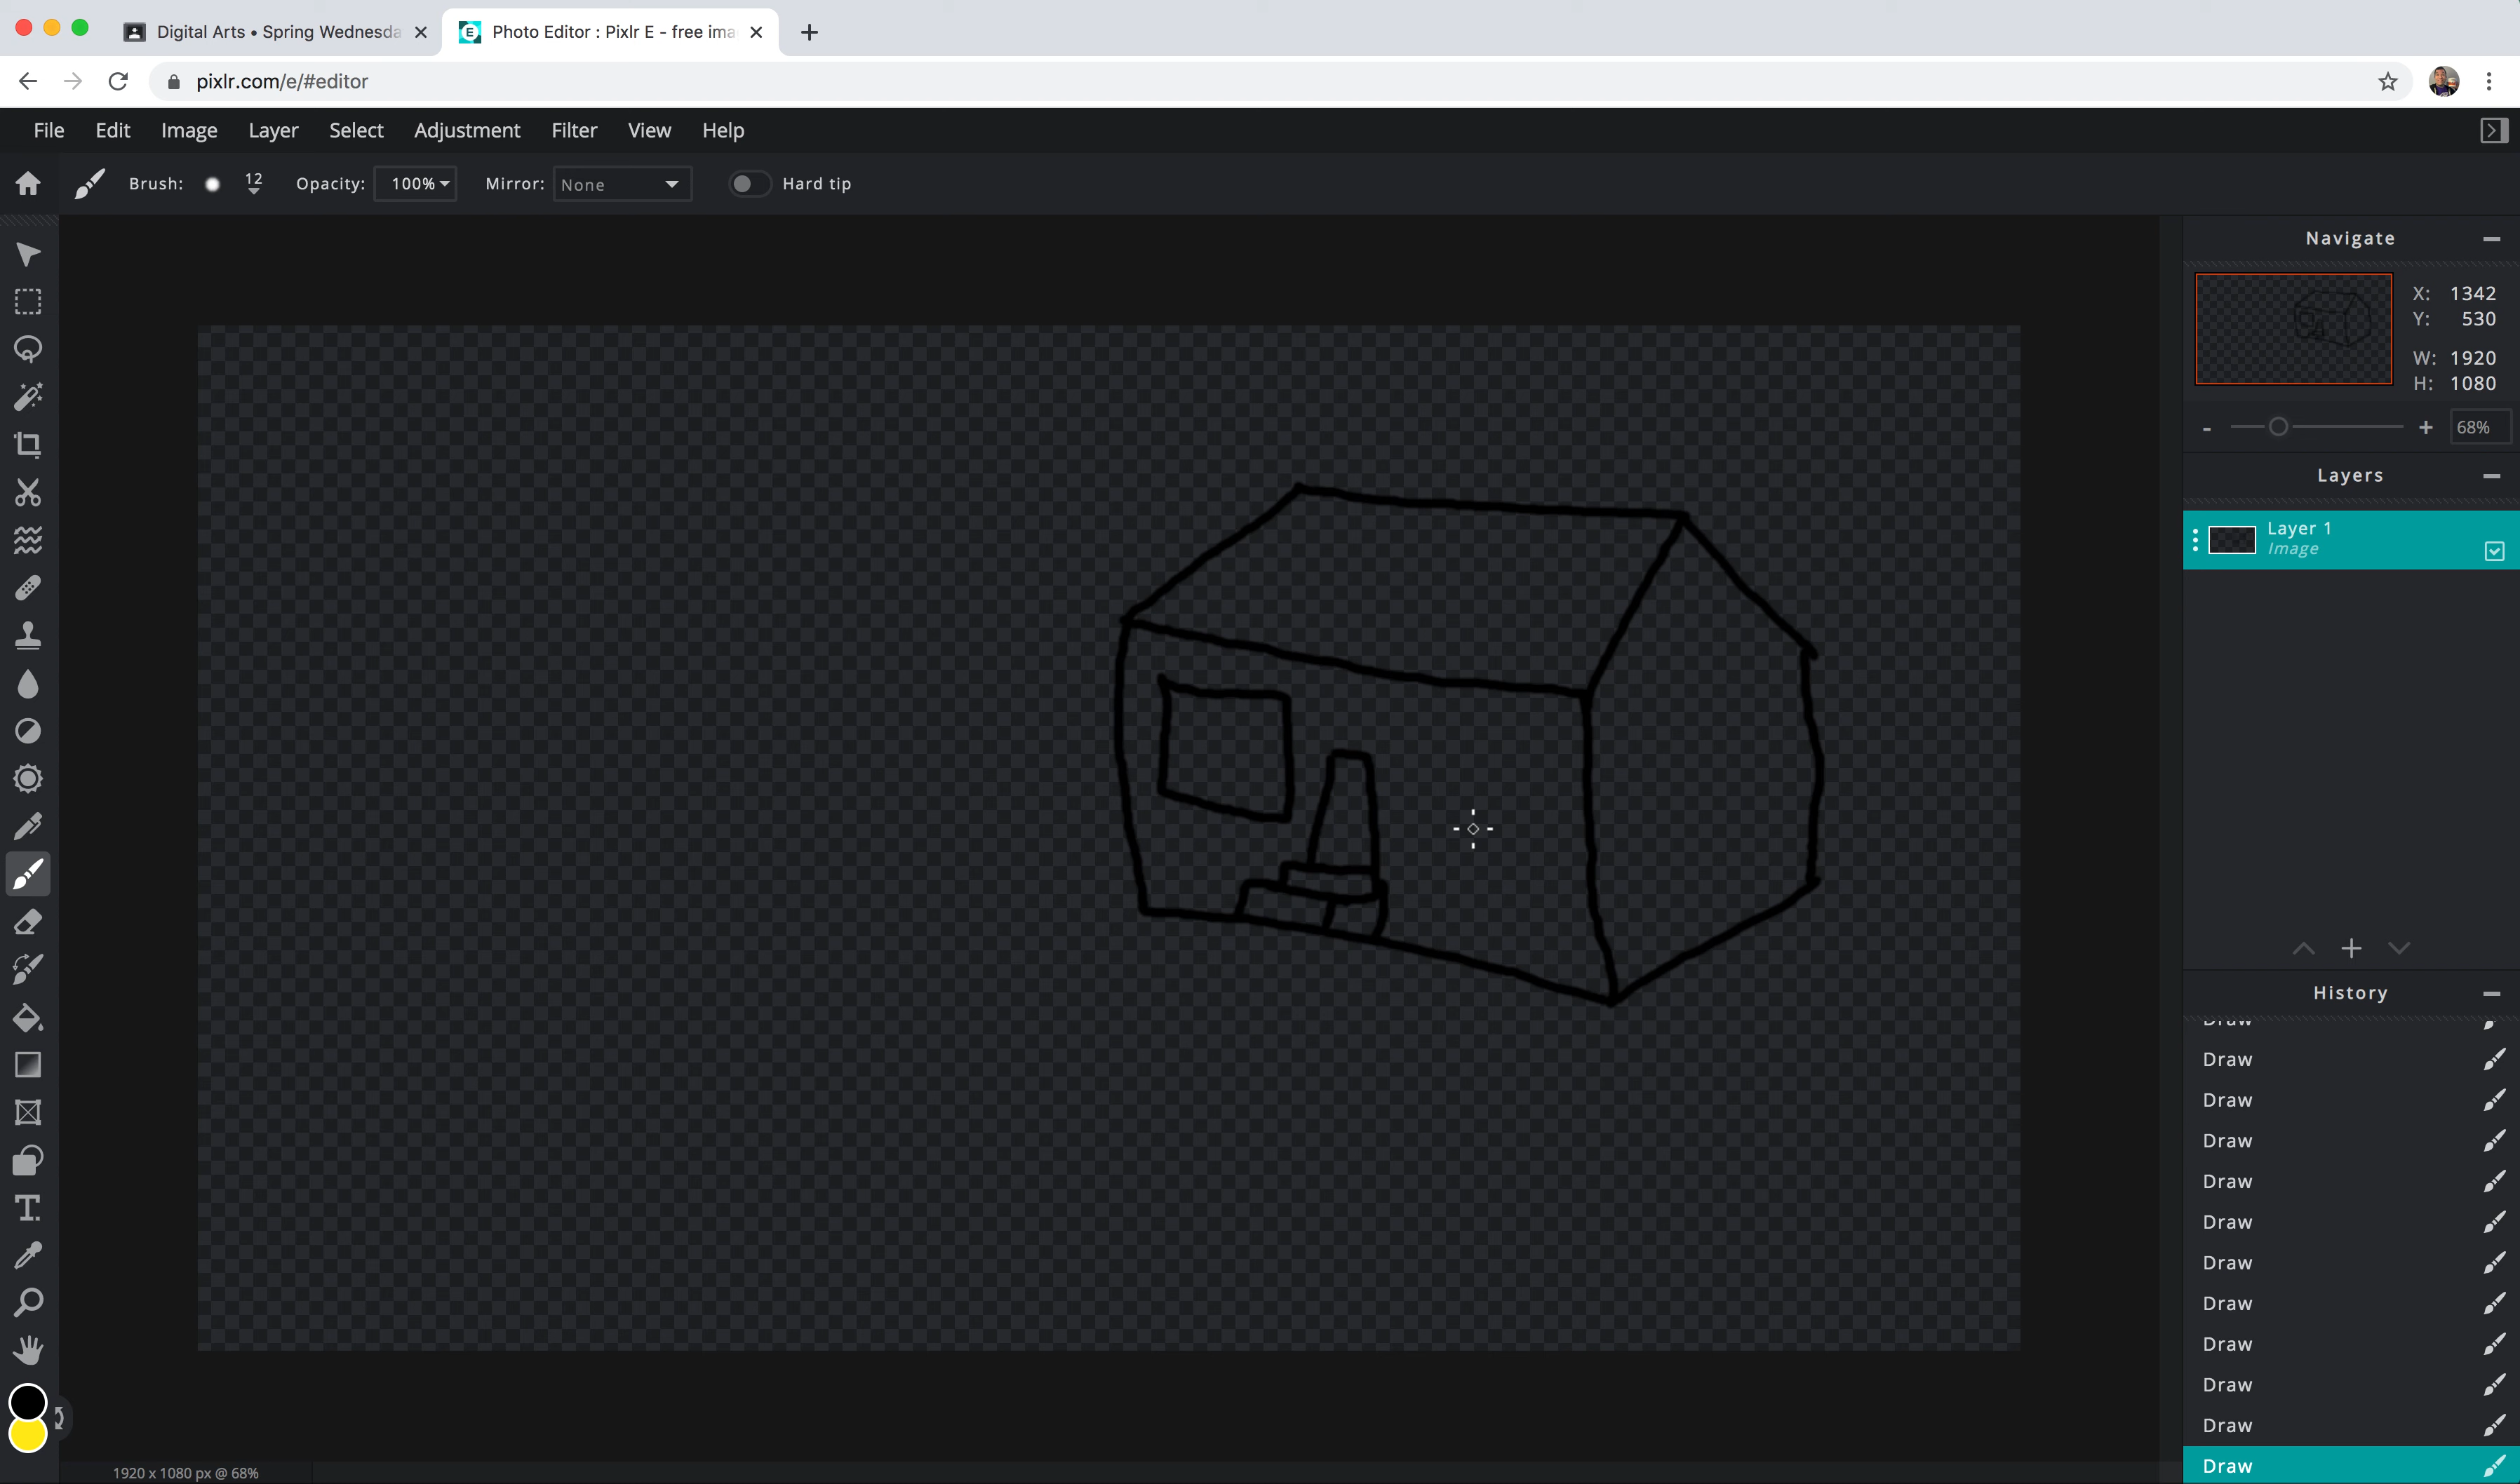 Digital Arts • Spring Wednesda
Photo Editor : Pixlr E - free ima
pixlr.com/e/#editor
File Edit Image Layer Select Adjustment Filter View Help
Brush: 12 Opacity: 100% Mirror: None Hard tip
Navigate
X: 1342
Y: 530
W: 1920
H: 1080
- + 68%
Layers
Layer 1
Image
History
Draw
Draw
Draw
Draw
Draw
Draw
Draw
Draw
Draw
Draw
Draw
Draw
1920 x 1080 px @ 68%